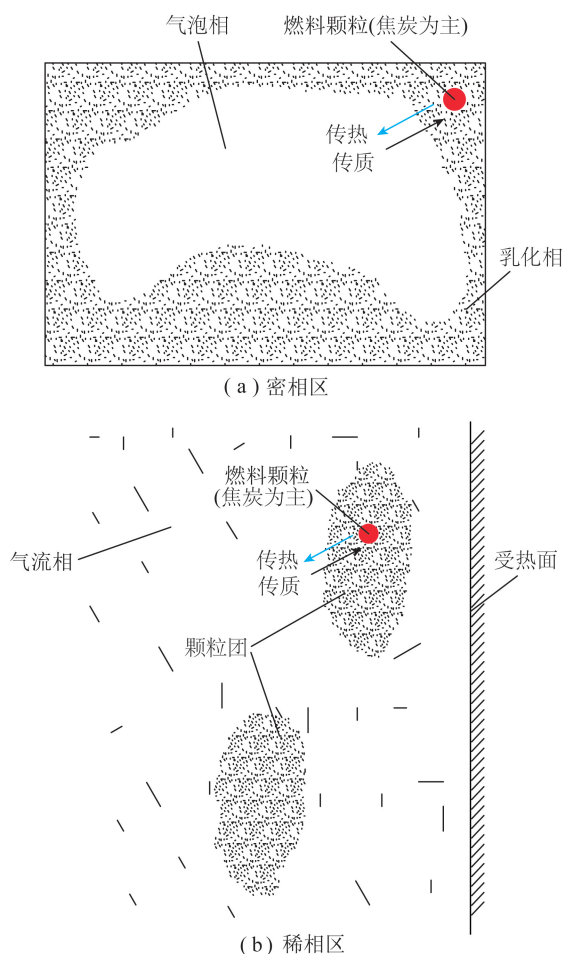 气泡相
燃料颗粒(焦炭为主)
传热
传质
乳化相
( a ) 密相区
燃料颗粒
(焦炭为主)
气流相
传热
传质
受热面
颗粒团
( b ) 稀相区